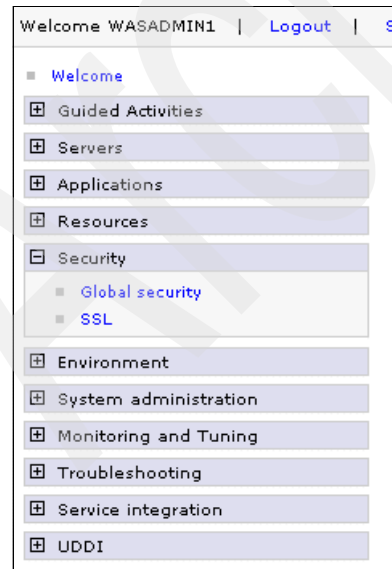 Welcome WASADMIN1 | Logout |
Welcome
Guided Activities
Servers
Applications
Resources
Security
Global security
SSL
Environment
System administration
Monitoring and Tuning
Troubleshooting
Service integration
UDDI